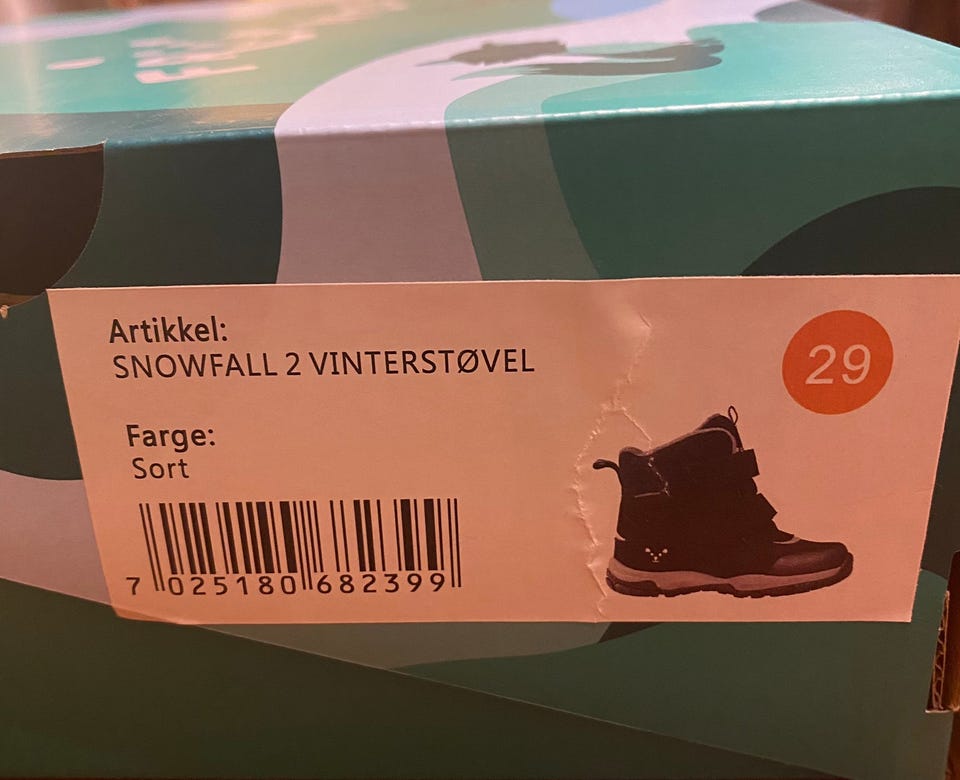 Artikkel:
SNOWFALL 2 VINTERSTØVEL
29
Farge:
Sort
7 025180 682399